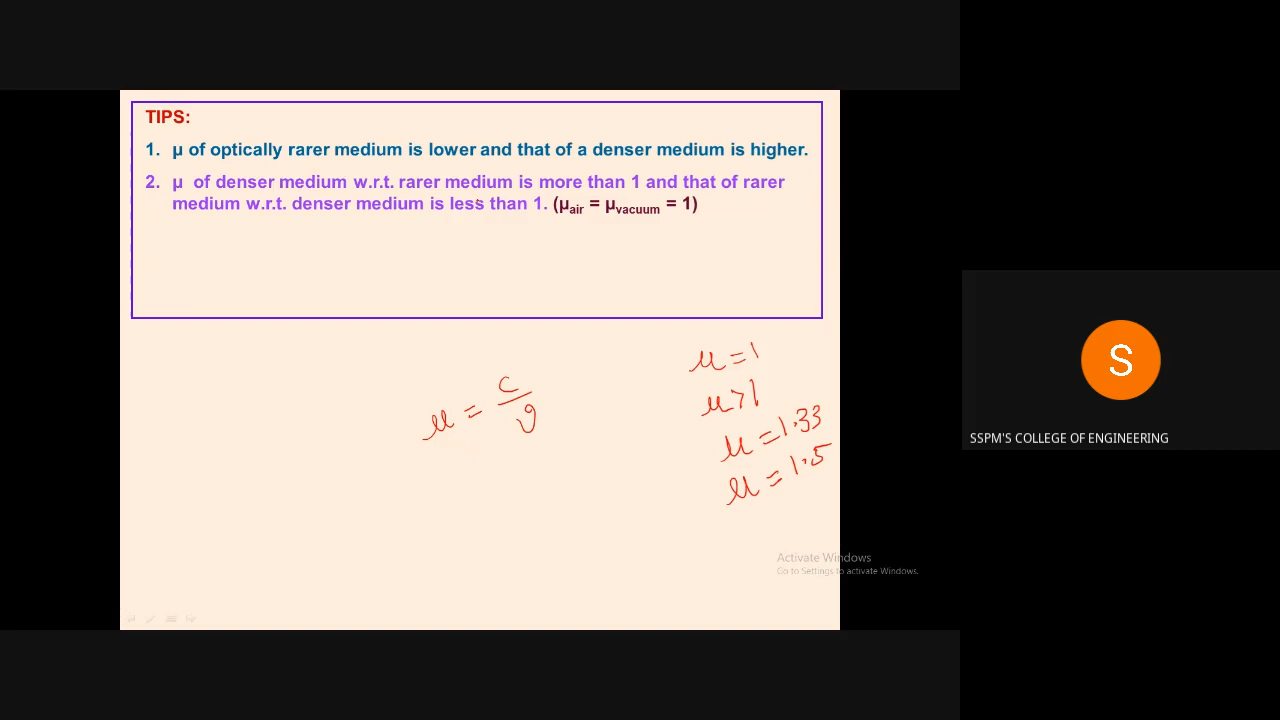 TIPS:
1. μ of optically rarer medium is lower and that of a denser medium is higher.
2. μ of denser medium w.r.t. rarer medium is more than 1 and that of rarer
medium w.r.t. denser medium is less than 1. (μair = μvacuum = 1)
μ = 1
μ > 1
μ = c/v
μ = 1.33
μ = 1.5
S
SSPM'S COLLEGE OF ENGINEERING
Activate Windows
Go to Settings to activate Windows.